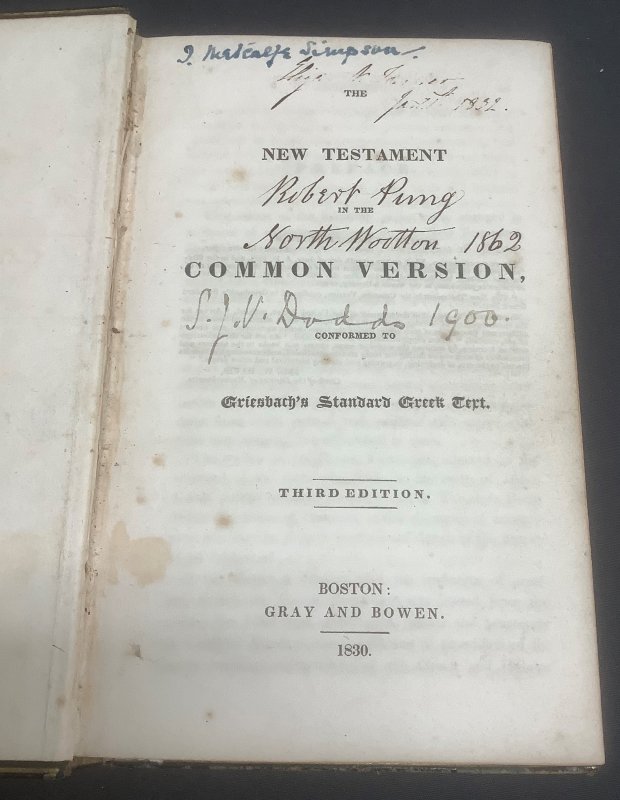 J. Metcalfe Simpson.
Eliza
THE
1832.
NEW TESTAMENT
Robert Pung
IN THE
North Wootton 1862
COMMON VERSION,
S. J. V. Dodds 1900.
CONFORMED TO
Griesbach's Standard Greek Text.
THIRD EDITION.
BOSTON:
GRAY AND BOWEN.
1830.